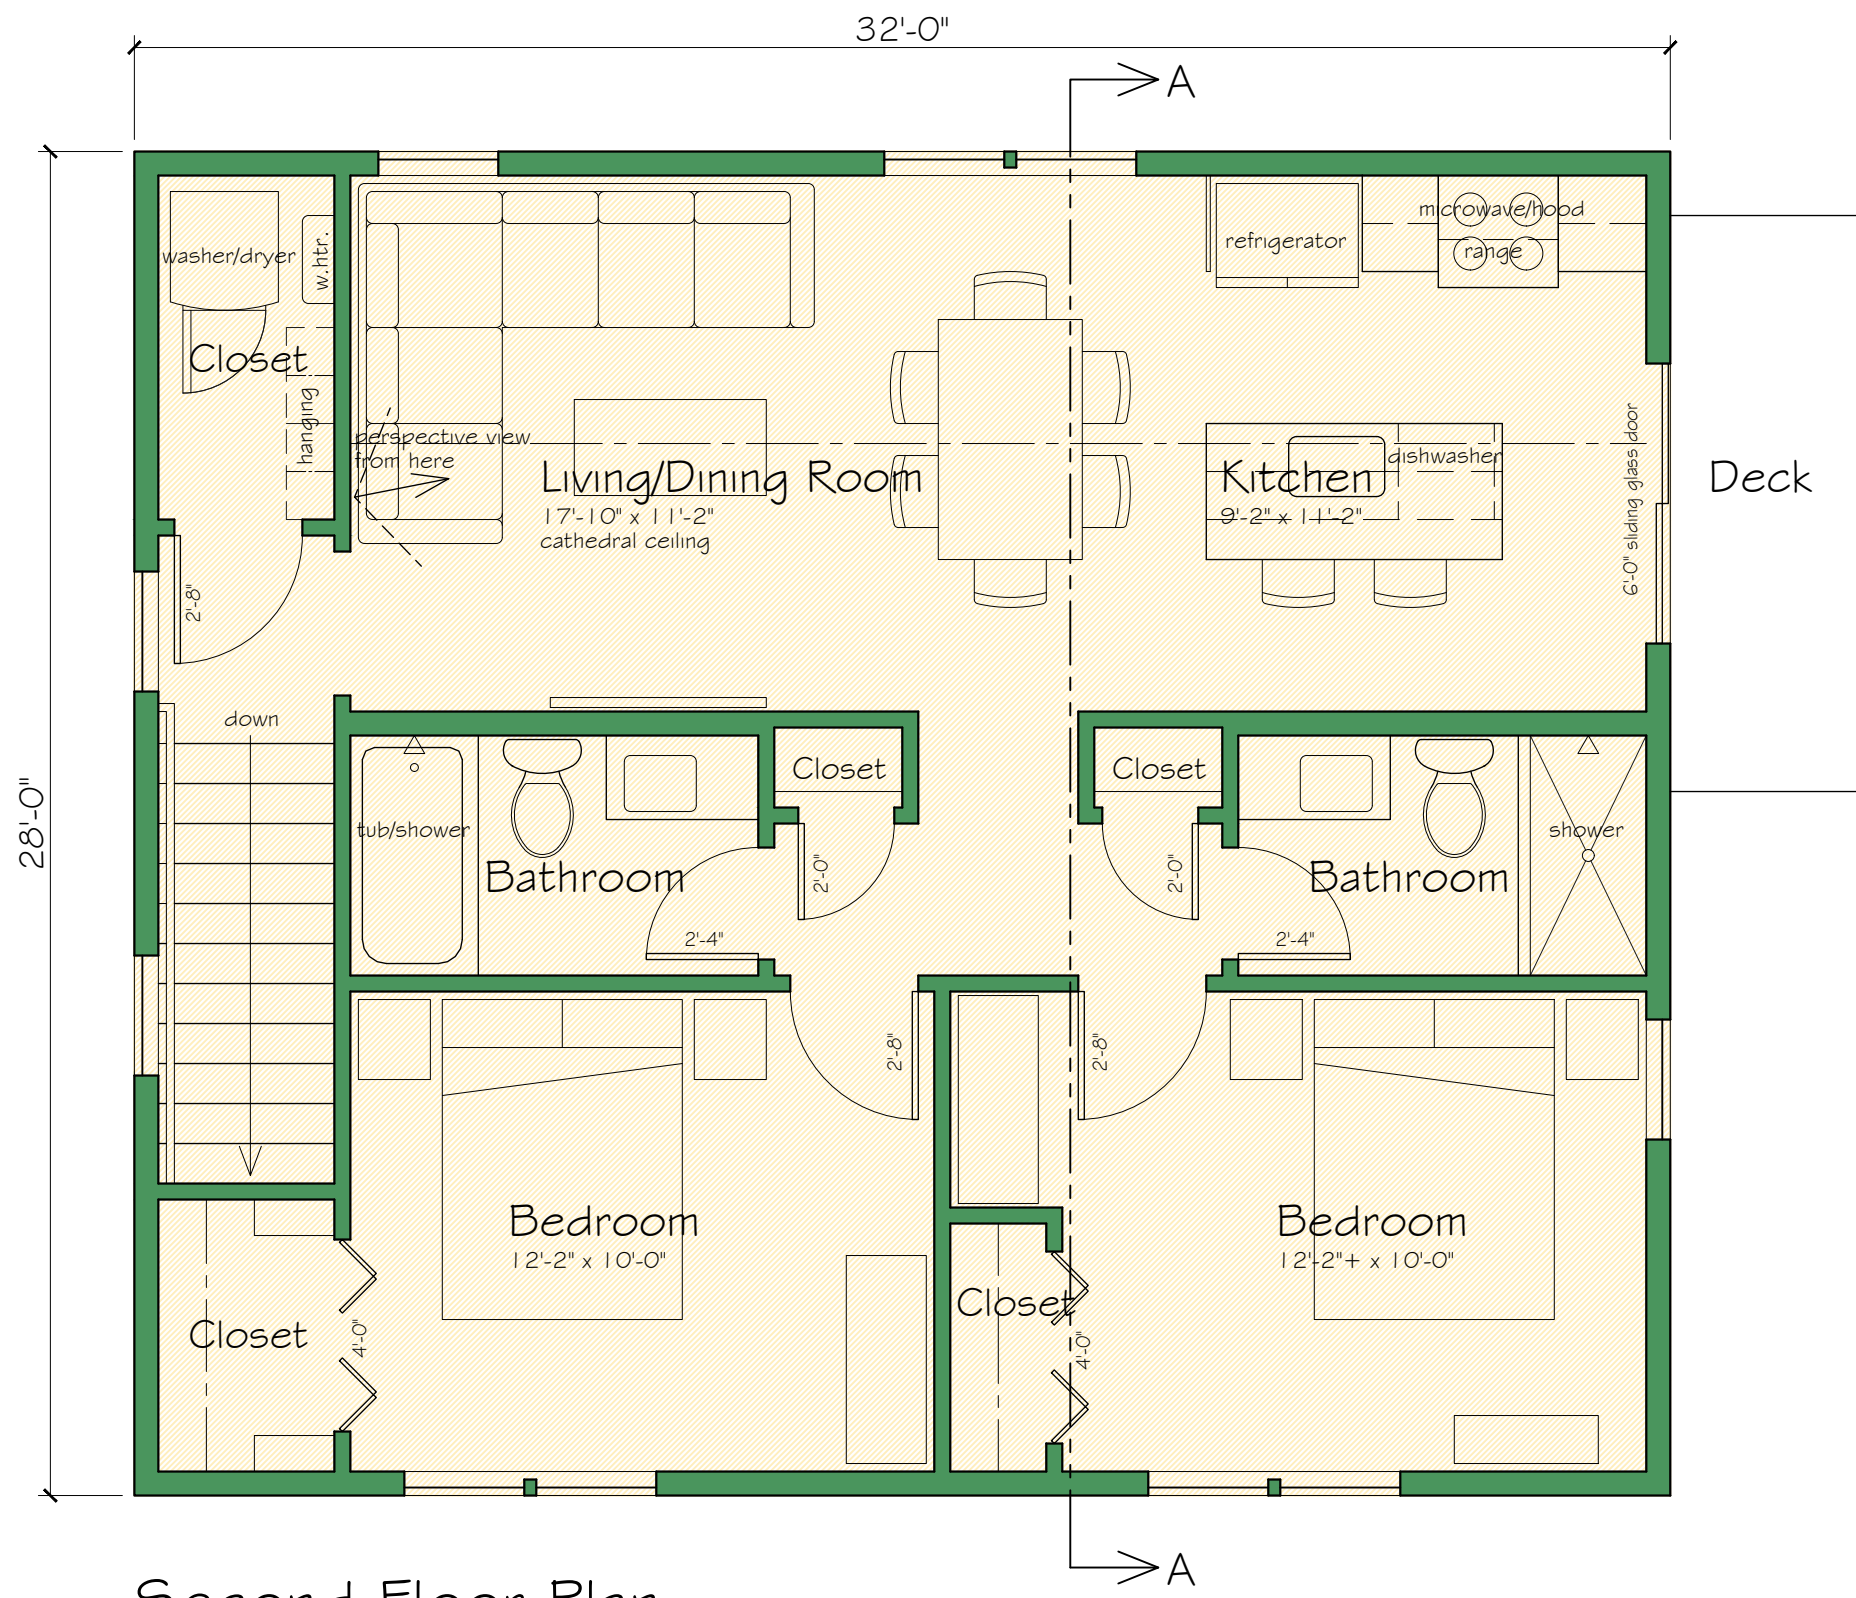 32'-0"
A
microwave/hood
refrigerator
range
washer/dryer
w.htr.
Closet
hanging
perspective view
from here
Living/Dining Room
17'-10" x 11'-2"
cathedral ceiling
Kitchen
9'-2" x 11'-2"
dishwasher
6'-0" sliding glass door
Deck
2'-8"
down
28'-0"
Closet
Closet
tub/shower
shower
Bathroom
2'-0"
2'-0"
Bathroom
2'-4"
2'-4"
2'-8"
2'-8"
Bedroom
12'-2" x 10'-0"
Bedroom
12'-2"+ x 10'-0"
Closet
4'-0"
Closet
4'-0"
A
Second Floor Plan